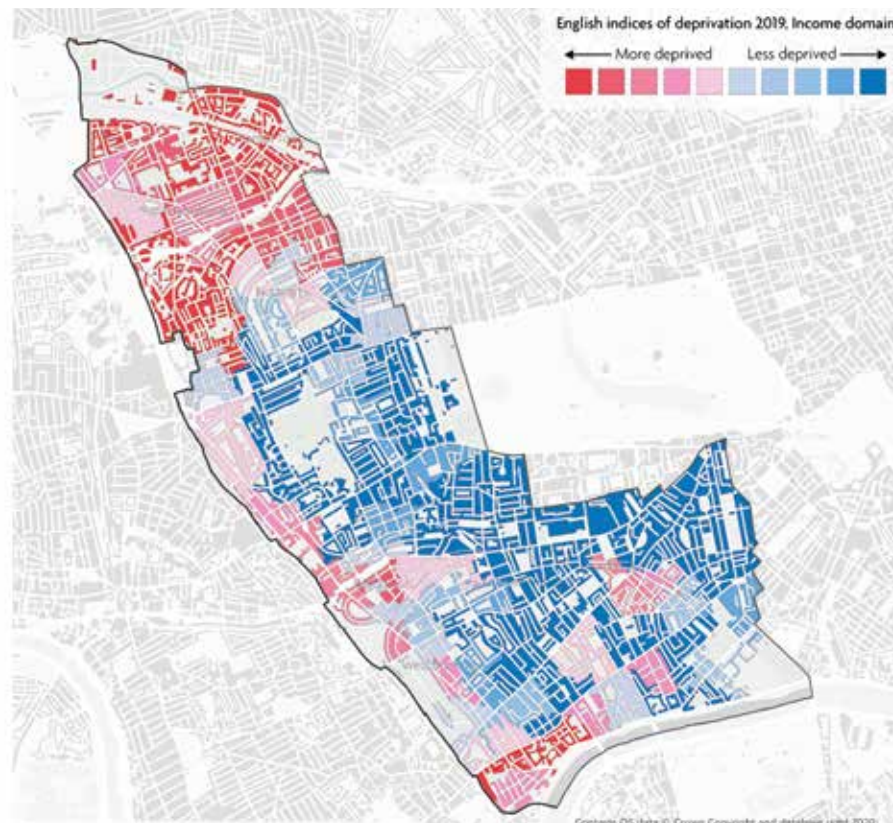 English indices of deprivation 2019, Income domain
More deprived
Less deprived